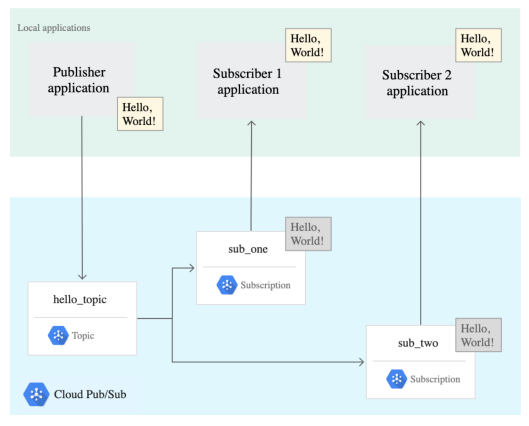 Local applications
Publisher
application
Hello,
World!
Subscriber 1
application
Hello,
World!
Subscriber 2
application
Hello,
World!
hello_topic
Topic
sub_one
Subscription
Hello,
World!
sub_two
Subscription
Hello,
World!
Cloud Pub/Sub